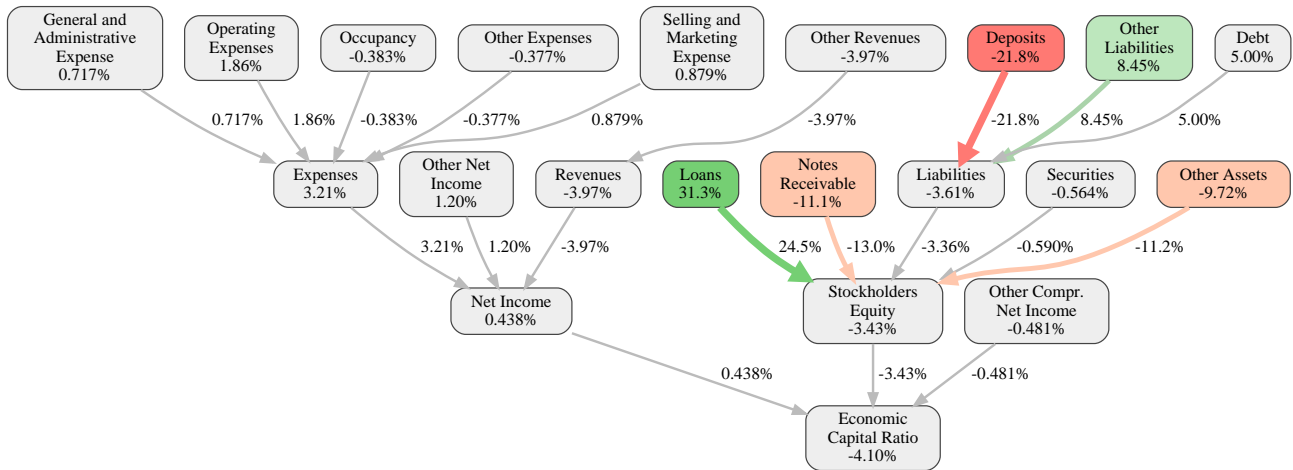 General and
Administrative
Expense
0.717%
Operating
Expenses
1.86%
Occupancy
-0.383%
Other Expenses
-0.377%
Selling and
Marketing
Expense
0.879%
Other Revenues
-3.97%
Deposits
-21.8%
Other
Liabilities
8.45%
Debt
5.00%
0.717%
1.86%
-0.383%
-0.377%
0.879%
-3.97%
-21.8%
8.45%
5.00%
Expenses
3.21%
Other Net
Income
1.20%
Revenues
-3.97%
Loans
31.3%
Notes
Receivable
-11.1%
Liabilities
-3.61%
Securities
-0.564%
Other Assets
-9.72%
3.21%
1.20%
-3.97%
24.5%
-13.0%
-3.36%
-0.590%
-11.2%
Net Income
0.438%
Stockholders
Equity
-3.43%
Other Compr.
Net Income
-0.481%
0.438%
-3.43%
-0.481%
Economic
Capital Ratio
-4.10%